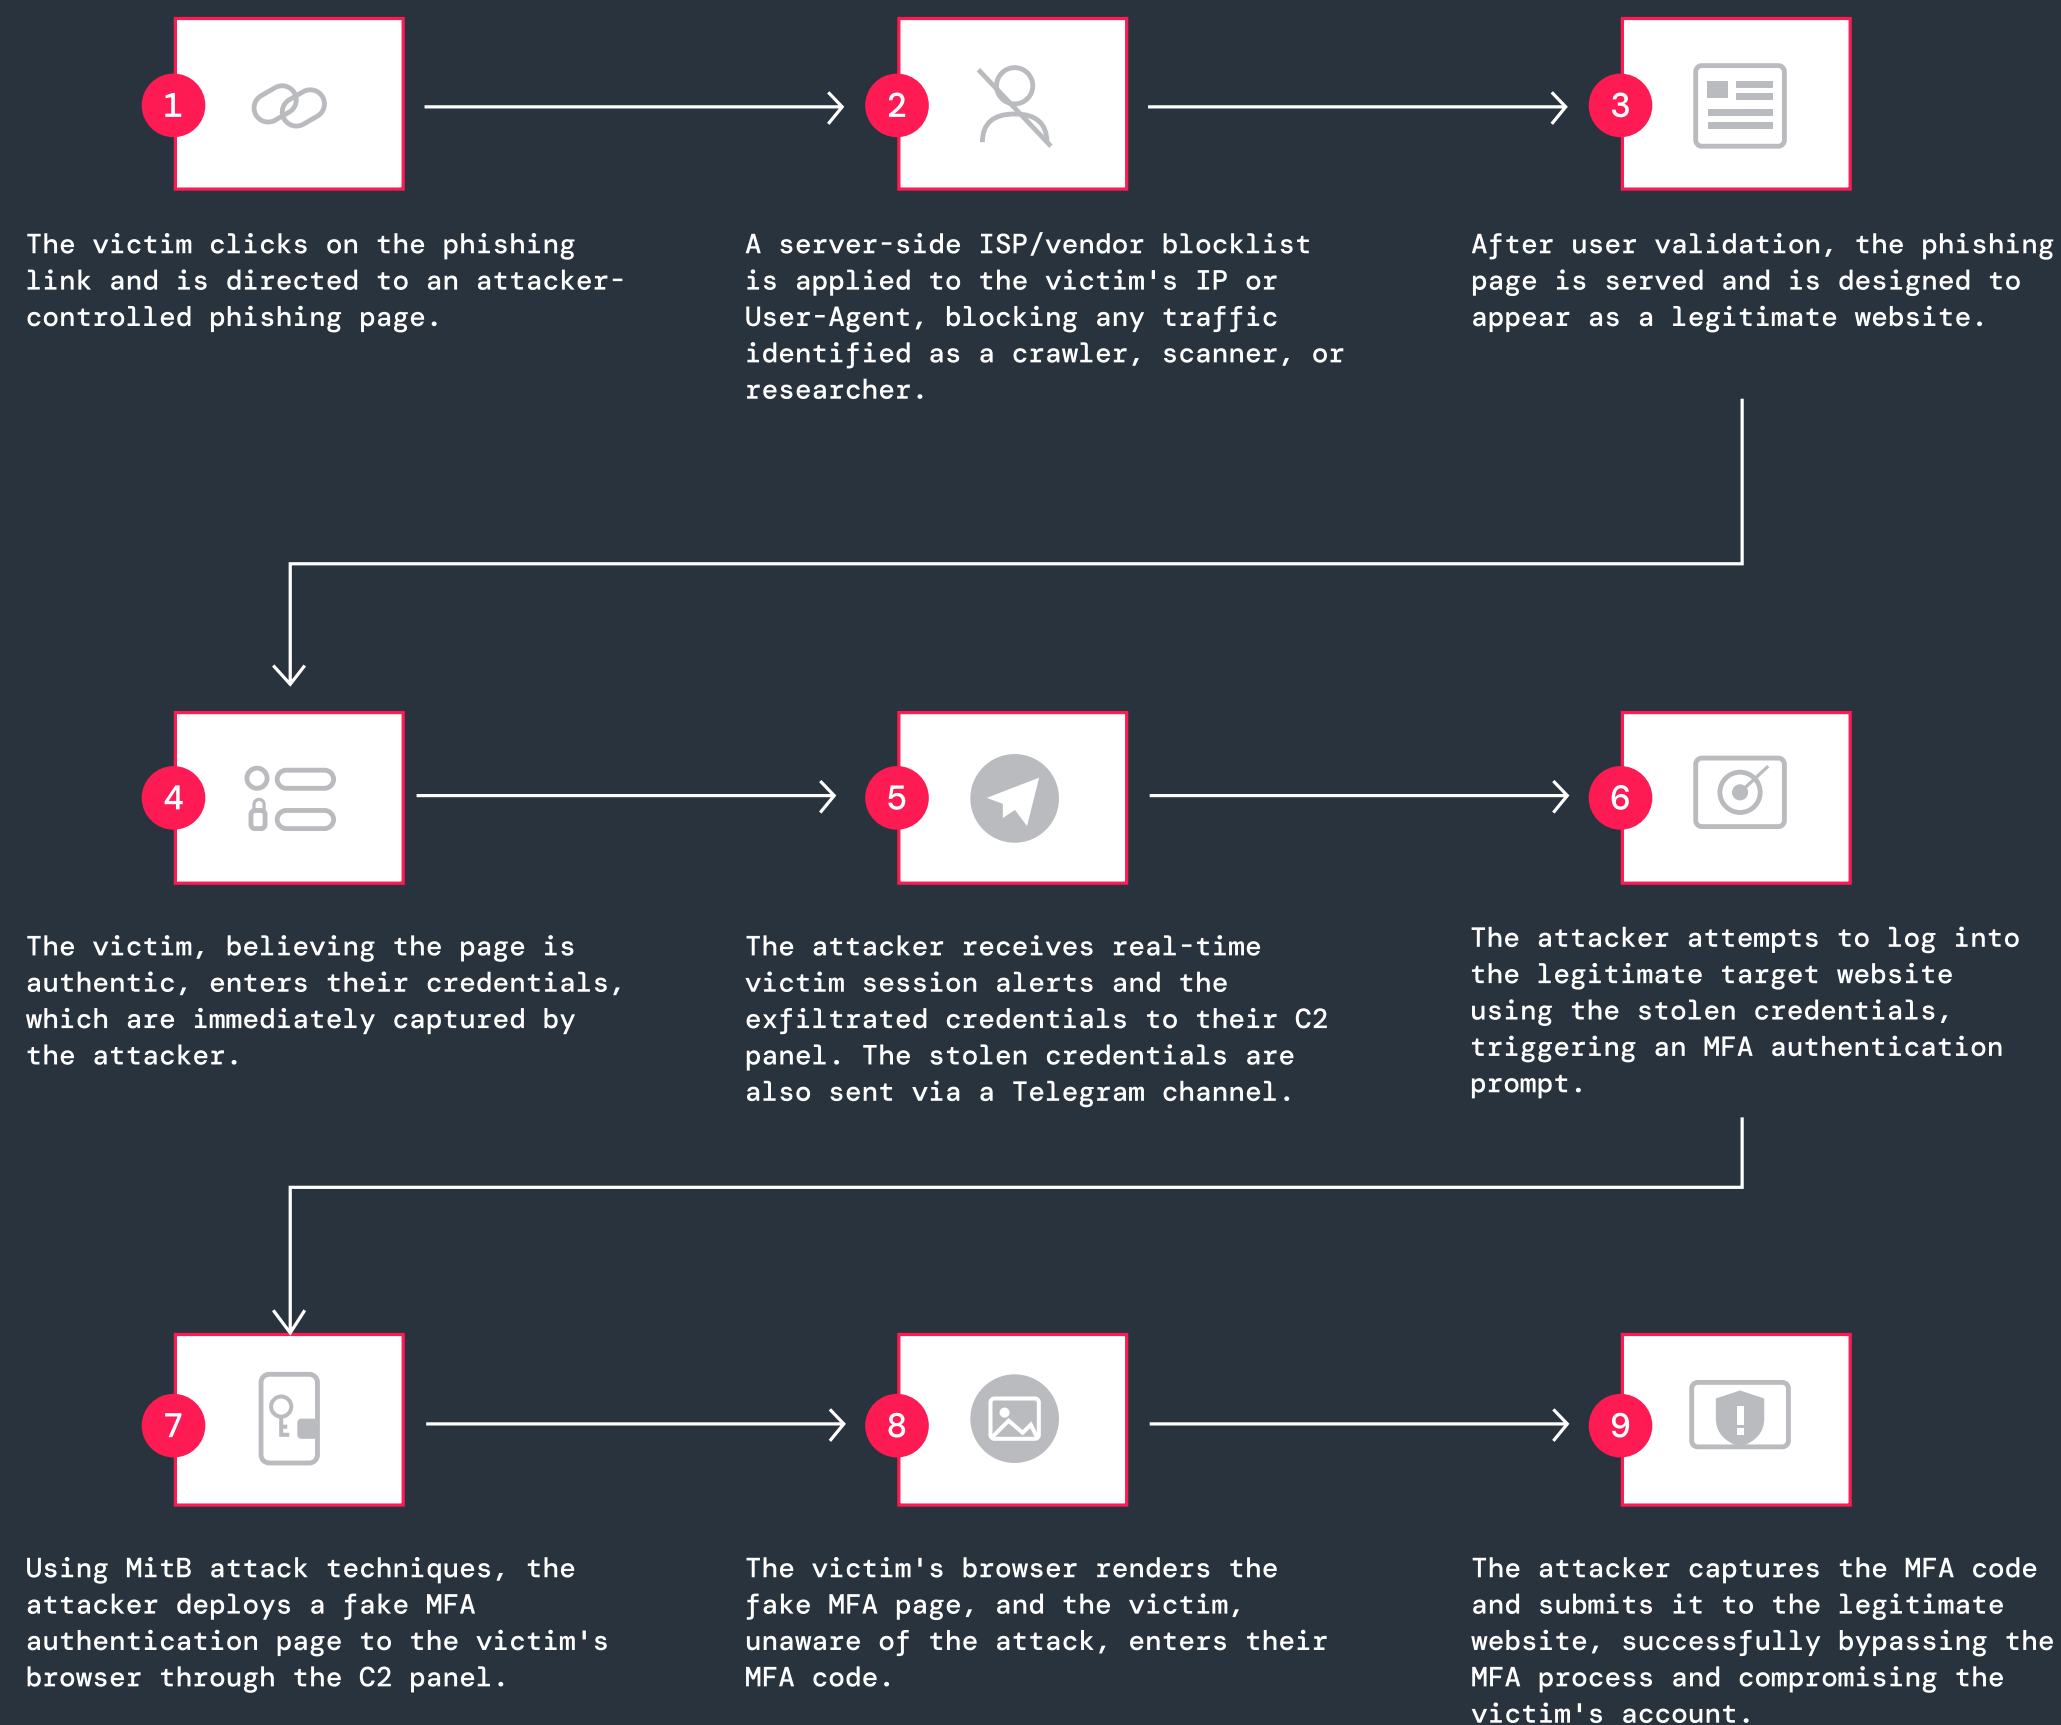 1
The victim clicks on the phishing
link and is directed to an attacker-
controlled phishing page.
2
A server-side ISP/vendor blocklist
is applied to the victim's IP or
User-Agent, blocking any traffic
identified as a crawler, scanner, or
researcher.
3
After user validation, the phishing
page is served and is designed to
appear as a legitimate website.
4
The victim, believing the page is
authentic, enters their credentials,
which are immediately captured by
the attacker.
5
The attacker receives real-time
victim session alerts and the
exfiltrated credentials to their C2
panel. The stolen credentials are
also sent via a Telegram channel.
6
The attacker attempts to log into
the legitimate target website
using the stolen credentials,
triggering an MFA authentication
prompt.
7
Using MitB attack techniques, the
attacker deploys a fake MFA
authentication page to the victim's
browser through the C2 panel.
8
The victim's browser renders the
fake MFA page, and the victim,
unaware of the attack, enters their
MFA code.
9
The attacker captures the MFA code
and submits it to the legitimate
website, successfully bypassing the
MFA process and compromising the
victim's account.